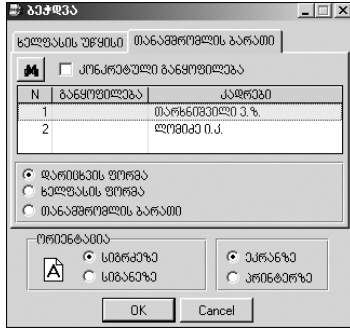 ბეჭდვა
ხელფასის უწყისი თანამშრომლის ბარათი
კონკრეტული განყოფილება
N განყოფილება კადრები
1 თარხნიშვილი ვ.ზ.
2 ლომიძე ი.კ.
დარიცხვის ფორმა
ხელფასის ფორმა
თანამშრომლის ბარათი
ორიენტაცია
A სიგრძეზე ეკრანზე
სიგანეზე პრინტერზე
OK Cancel